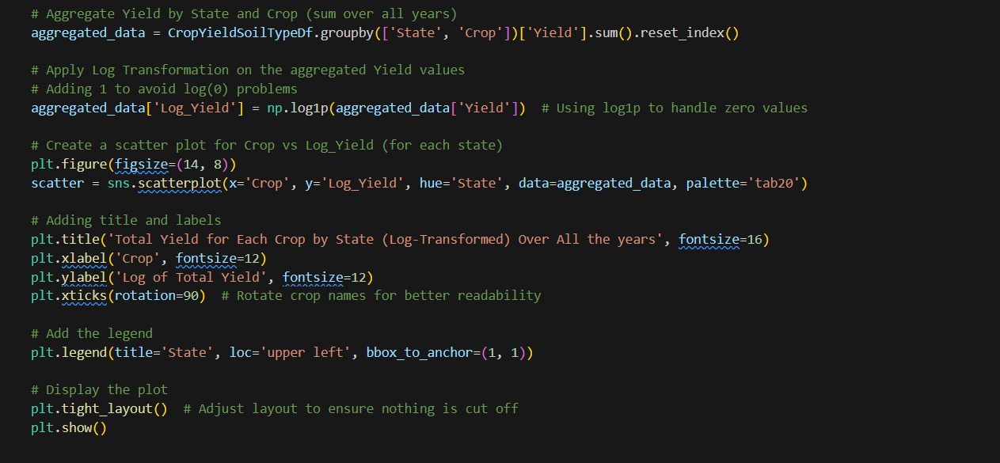 # Aggregate Yield by State and Crop (sum over all years)
aggregated_data = CropYieldSoilTypeDf.groupby(['State', 'Crop'])['Yield'].sum().reset_index()
# Apply Log Transformation on the aggregated Yield values
# Adding 1 to avoid log(0) problems
aggregated_data['Log_Yield'] = np.log1p(aggregated_data['Yield'])  # Using log1p to handle zero values
# Create a scatter plot for Crop vs Log_Yield (for each state)
plt.figure(figsize=(14, 8))
scatter = sns.scatterplot(x='Crop', y='Log_Yield', hue='State', data=aggregated_data, palette='tab20')
# Adding title and labels
plt.title('Total Yield for Each Crop by State (Log-Transformed) Over All the years', fontsize=16)
plt.xlabel('Crop', fontsize=12)
plt.ylabel('Log of Total Yield', fontsize=12)
plt.xticks(rotation=90)  # Rotate crop names for better readability
# Add the legend
plt.legend(title='State', loc='upper left', bbox_to_anchor=(1, 1))
# Display the plot
plt.tight_layout()  # Adjust layout to ensure nothing is cut off
plt.show()